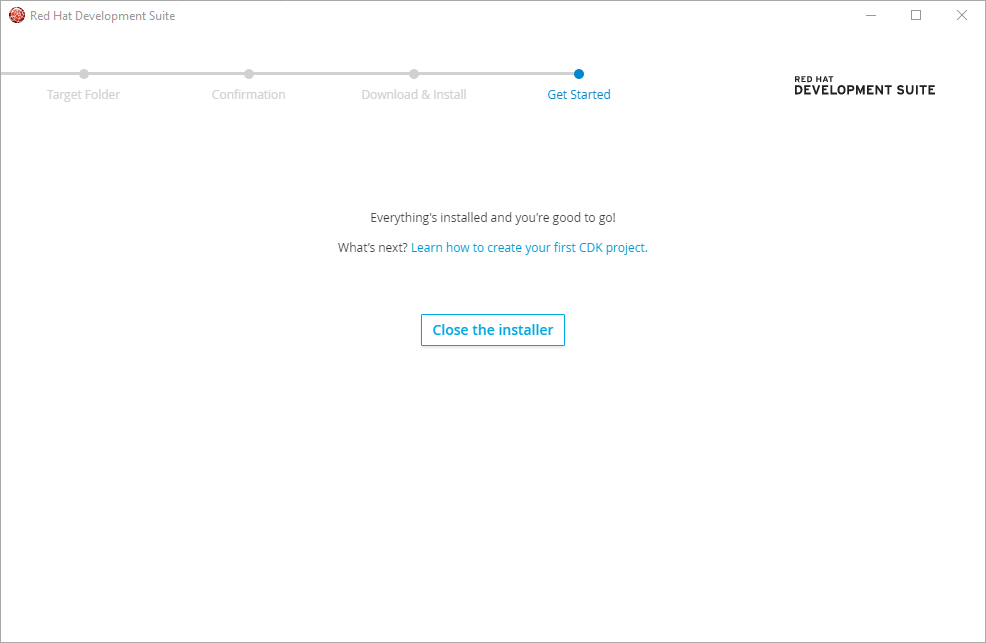 Red Hat Development Suite
Target Folder
Confirmation
Download & Install
Get Started
RED HAT
DEVELOPMENT SUITE
Everything's installed and you're good to go!
What's next? Learn how to create your first CDK project.
Close the installer